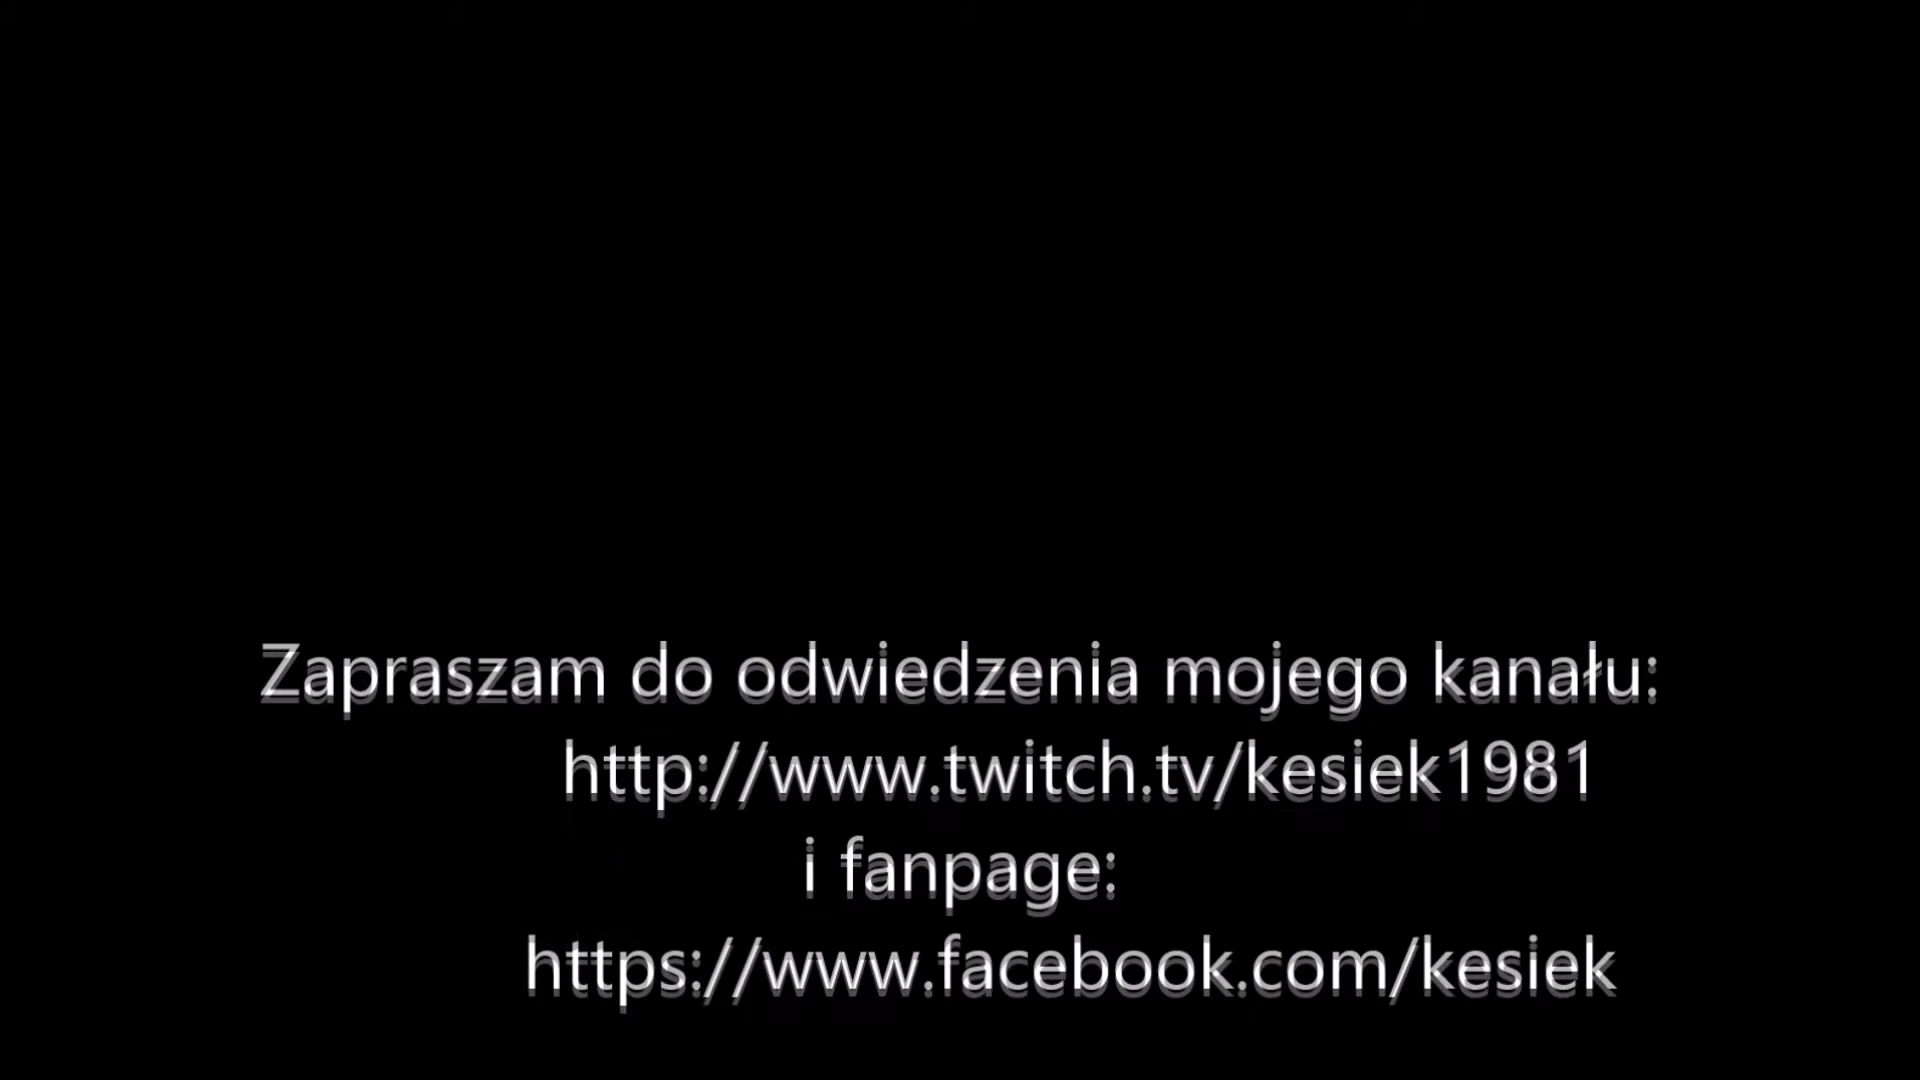 Zapraszam do odwiedzenia mojego kanału:
http://www.twitch.tv/kesiek1981
i fanpage:
https://www.facebook.com/kesiek